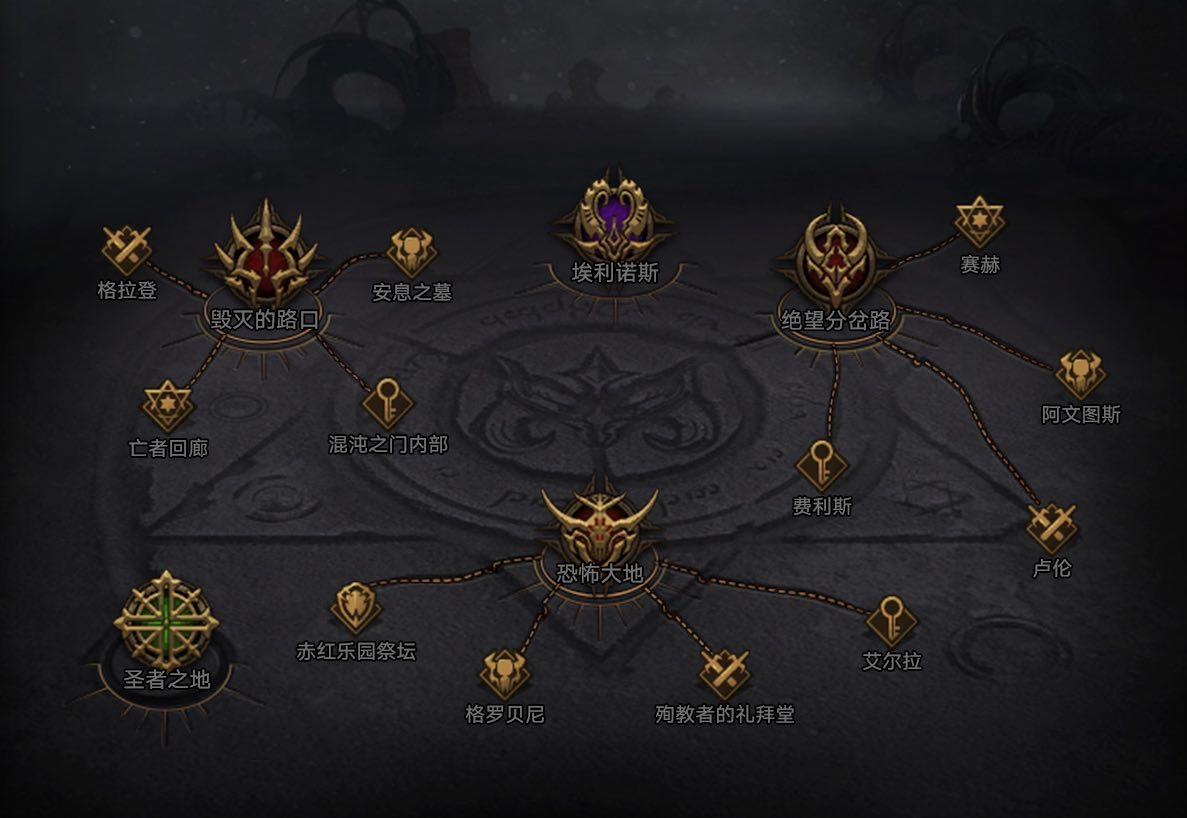 埃利诺斯
赛赫
格拉登
安息之墓
毁灭的路口
绝望分岔路
阿文图斯
亡者回廊
混沌之门内部
费利斯
卢伦
恐怖大地
赤红乐园祭坛
艾尔拉
圣者之地
格罗贝尼
殉教者的礼拜堂